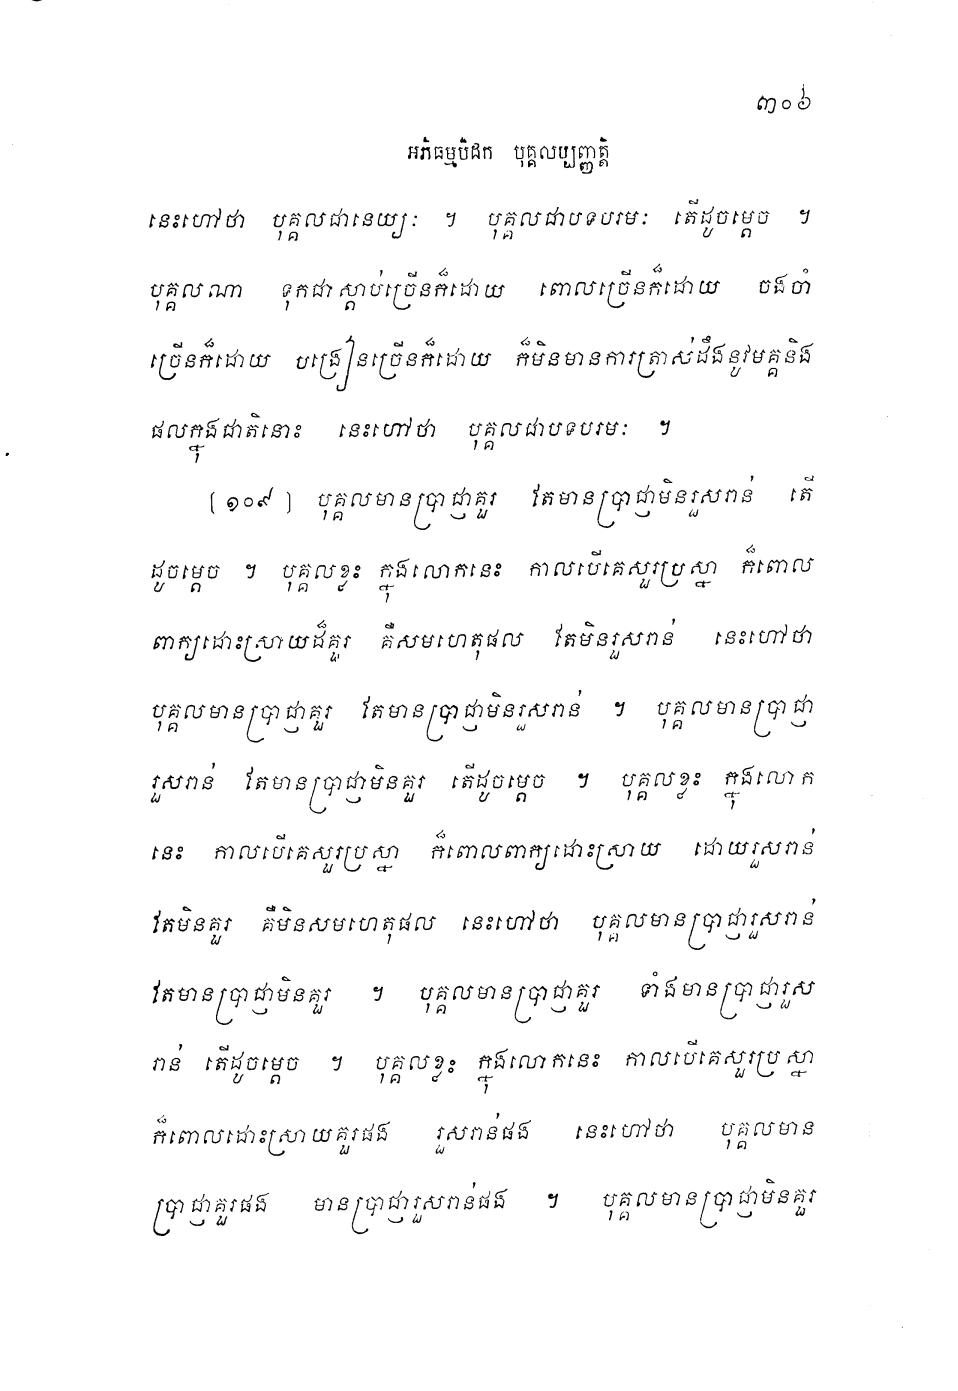 ៣០៦
អភិធម្មបិដក បុគ្គលប្បញ្ញត្តិ
នេះហៅថា បុគ្គលជានេយ្យៈ ។ បុគ្គលជាបទបរមៈ តើដូចម្តេច ។
បុគ្គលណា ទុកជាស្តាប់ច្រើនក៏ដោយ ពោលច្រើនក៏ដោយ ចងចាំ
ច្រើនក៏ដោយ បង្រៀនច្រើនក៏ដោយ ក៏មិនមានការត្រាស់ដឹងនូវមគ្គនិង
ផលក្នុងជាតិនោះ នេះហៅថា បុគ្គលជាបទបរមៈ ។
[១០៩] បុគ្គលមានប្រាជ្ញាគួរ តែមានប្រាជ្ញាមិនរួសរាន់ តើ
ដូចម្តេច ។ បុគ្គលខ្លះ ក្នុងលោកនេះ កាលបើគេសួរប្រស្នា ក៏ពោល
ពាក្យដោះស្រាយដ៏គួរ គឺសមហេតុផល តែមិនរួសរាន់ នេះហៅថា
បុគ្គលមានប្រាជ្ញាគួរ តែមានប្រាជ្ញាមិនរួសរាន់ ។ បុគ្គលមានប្រាជ្ញា
រួសរាន់ តែមានប្រាជ្ញាមិនគួរ តើដូចម្តេច ។ បុគ្គលខ្លះ ក្នុងលោក
នេះ កាលបើគេសួរប្រស្នា ក៏ពោលពាក្យដោះស្រាយ ដោយរួសរាន់
តែមិនគួរ គឺមិនសមហេតុផល នេះហៅថា បុគ្គលមានប្រាជ្ញារួសរាន់
តែមានប្រាជ្ញាមិនគួរ ។ បុគ្គលមានប្រាជ្ញាគួរ ទាំងមានប្រាជ្ញារួស
រាន់ តើដូចម្តេច ។ បុគ្គលខ្លះ ក្នុងលោកនេះ កាលបើគេសួរប្រស្នា
ក៏ពោលដោះស្រាយគួរផង រួសរាន់ផង នេះហៅថា បុគ្គលមាន
ប្រាជ្ញាគួរផង មានប្រាជ្ញារួសរាន់ផង ។ បុគ្គលមានប្រាជ្ញាមិនគួរ